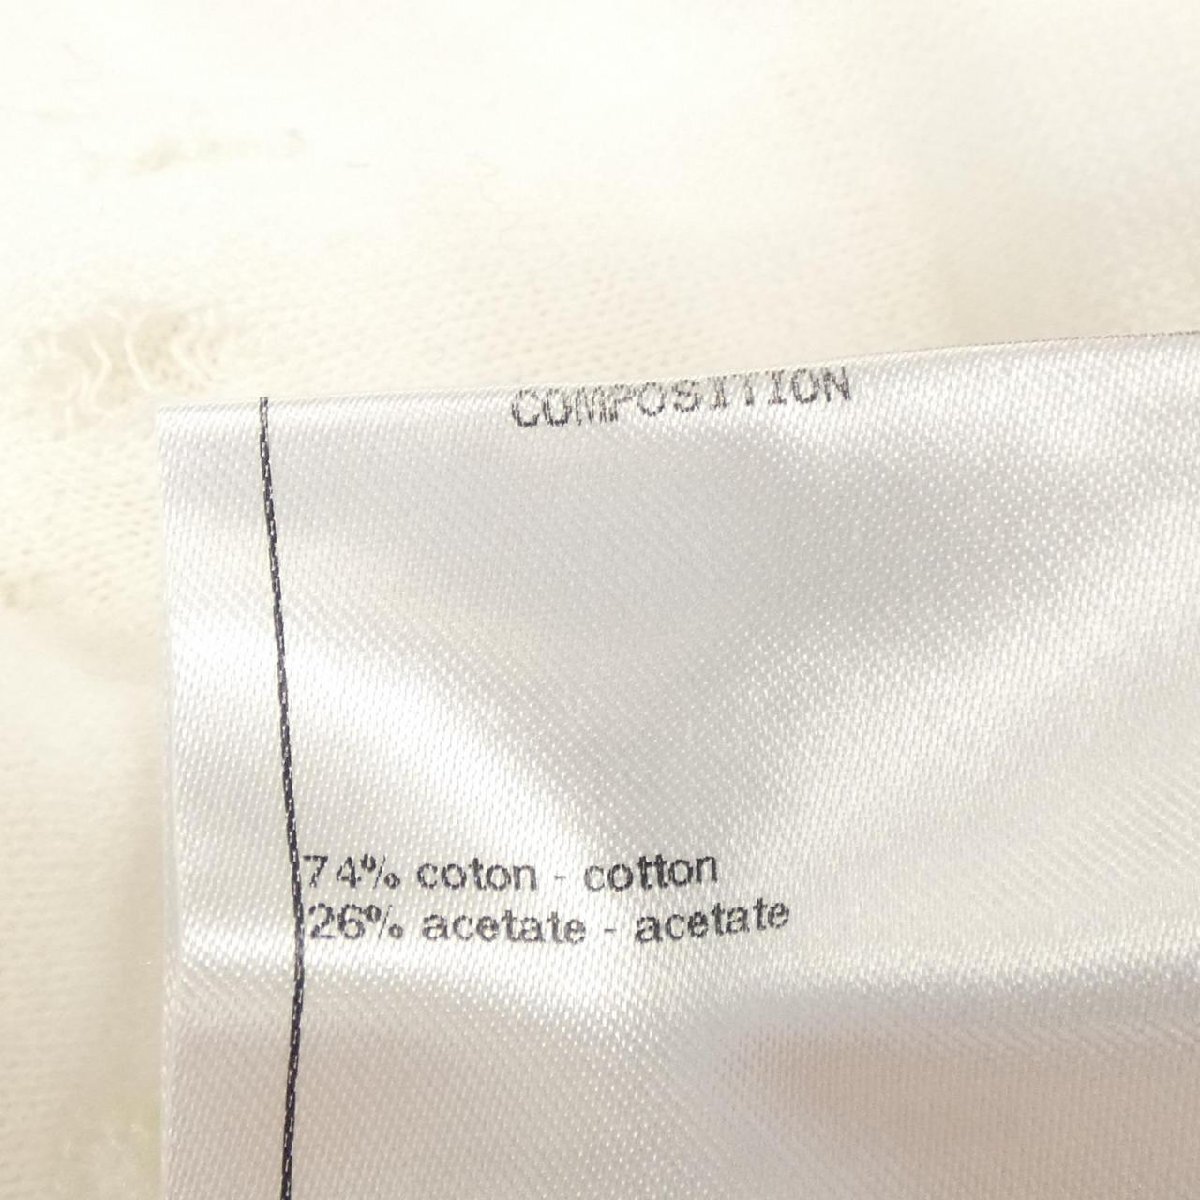 COMPOSITION
74% coton - cotton
26% acetate - acetate